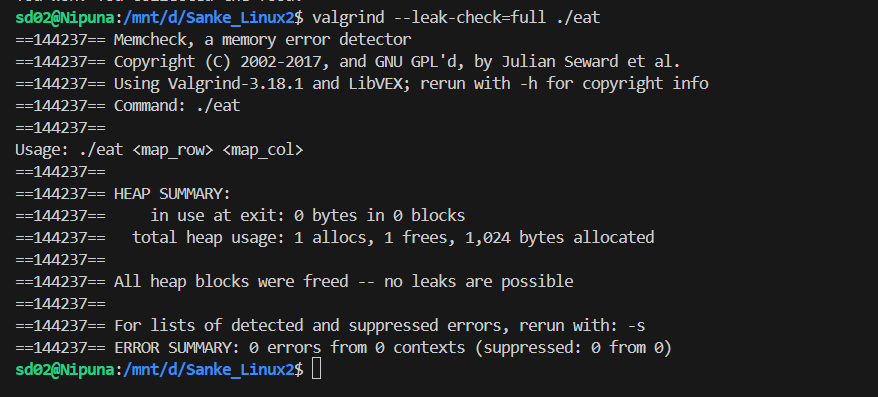 sd02@Nipuna:/mnt/d/Sanke_Linux2$ valgrind --leak-check=full ./eat
==144237== Memcheck, a memory error detector
==144237== Copyright (C) 2002-2017, and GNU GPL'd, by Julian Seward et al.
==144237== Using Valgrind-3.18.1 and LibVEX; rerun with -h for copyright info
==144237== Command: ./eat
==144237==
Usage: ./eat <map_row> <map_col>
==144237==
==144237== HEAP SUMMARY:
==144237==     in use at exit: 0 bytes in 0 blocks
==144237==   total heap usage: 1 allocs, 1 frees, 1,024 bytes allocated
==144237==
==144237== All heap blocks were freed -- no leaks are possible
==144237==
==144237== For lists of detected and suppressed errors, rerun with: -s
==144237== ERROR SUMMARY: 0 errors from 0 contexts (suppressed: 0 from 0)
sd02@Nipuna:/mnt/d/Sanke_Linux2$